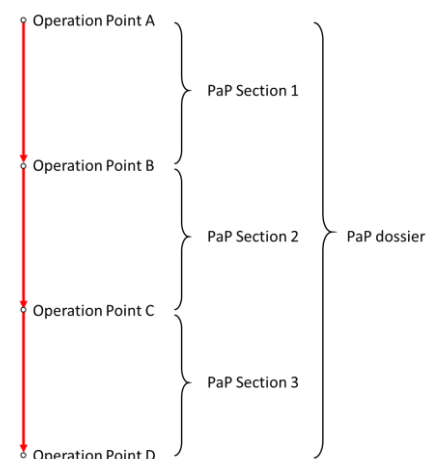 Operation Point A
PaP Section 1
Operation Point B
PaP Section 2
PaP dossier
Operation Point C
PaP Section 3
Operation Point D